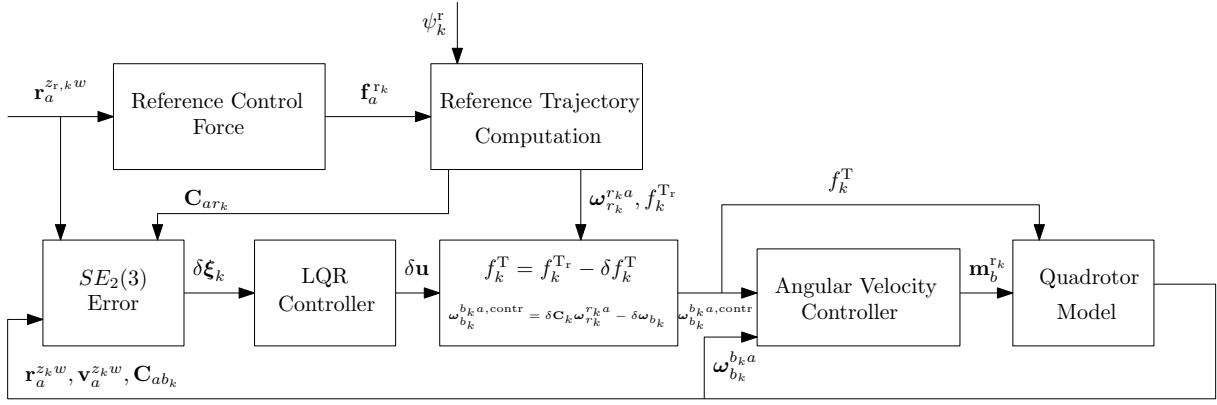 ψ_k^r
r_a^{z_{r,k} w}
Reference Control
Force
f_a^{r_k}
Reference Trajectory
Computation
C_{ar_k}
ω_{r_k}^{r_k a}, f_k^{T_r}
f_k^T
SE_2(3)
Error
δξ_k
LQR
Controller
δu
f_k^T = f_k^{T_r} − δf_k^T
ω_{b_k}^{b_k a,contr} = δC_k ω_{r_k}^{r_k a} − δω_{b_k}
ω_{b_k}^{b_k a,contr}
Angular Velocity
Controller
m_b^{r_k}
Quadrotor
Model
r_a^{z_k w}, v_a^{z_k w}, C_{ab_k}
ω_{b_k}^{b_k a}